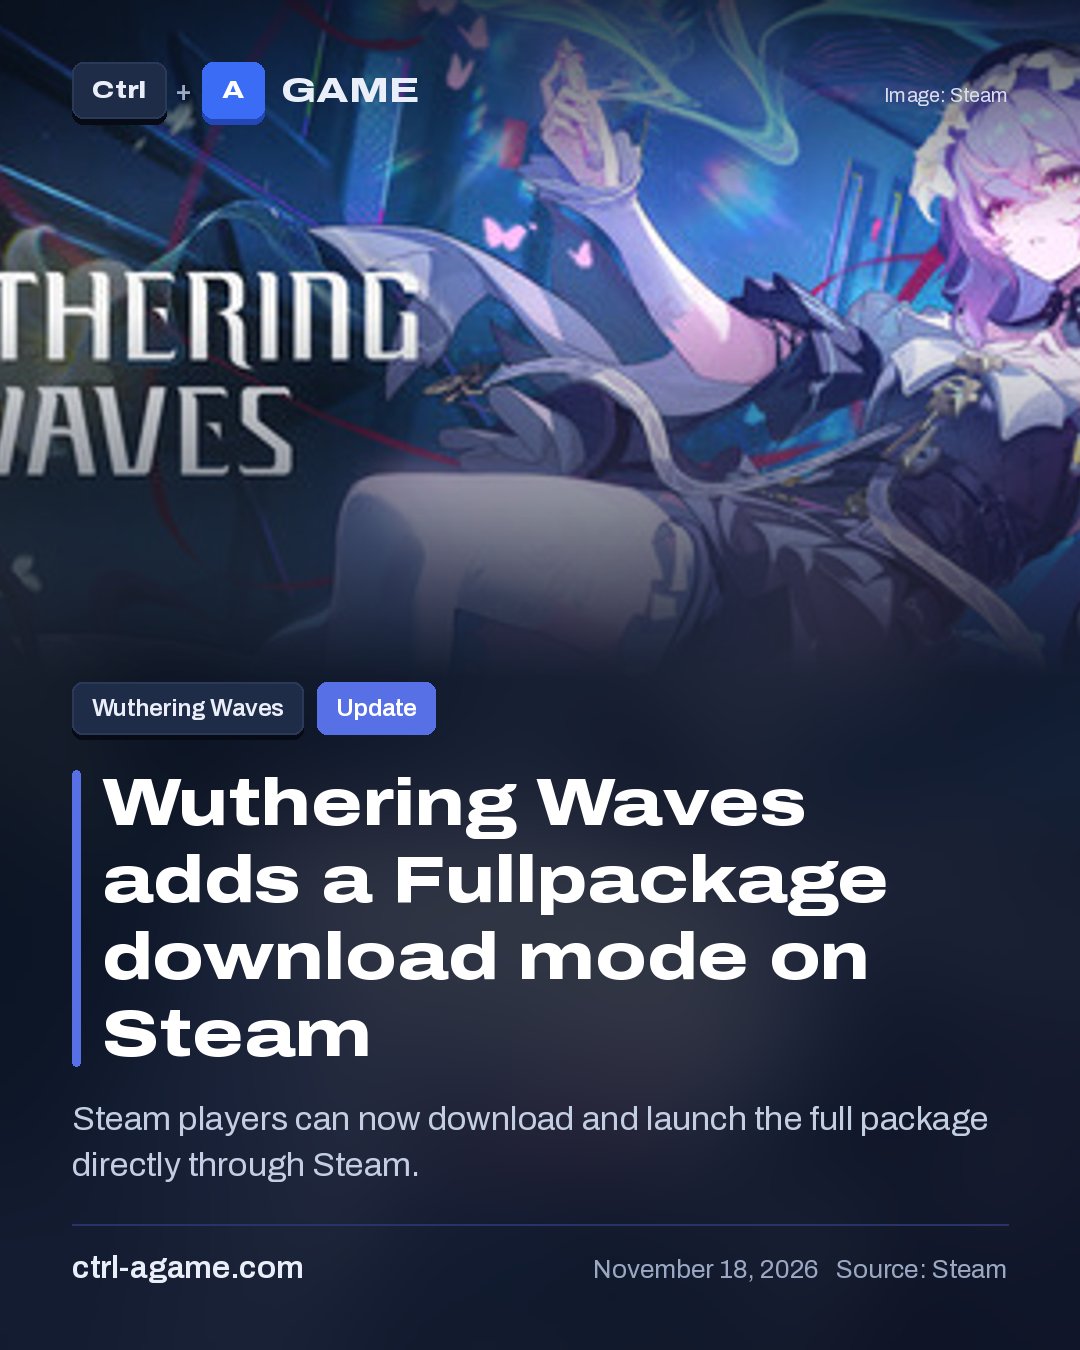 Ctrl + A GAME
Image: Steam
THERING
WAVES
Wuthering Waves
Update
Wuthering Waves
adds a Fullpackage
download mode on
Steam
Steam players can now download and launch the full package
directly through Steam.
ctrl-agame.com
November 18, 2026 Source: Steam